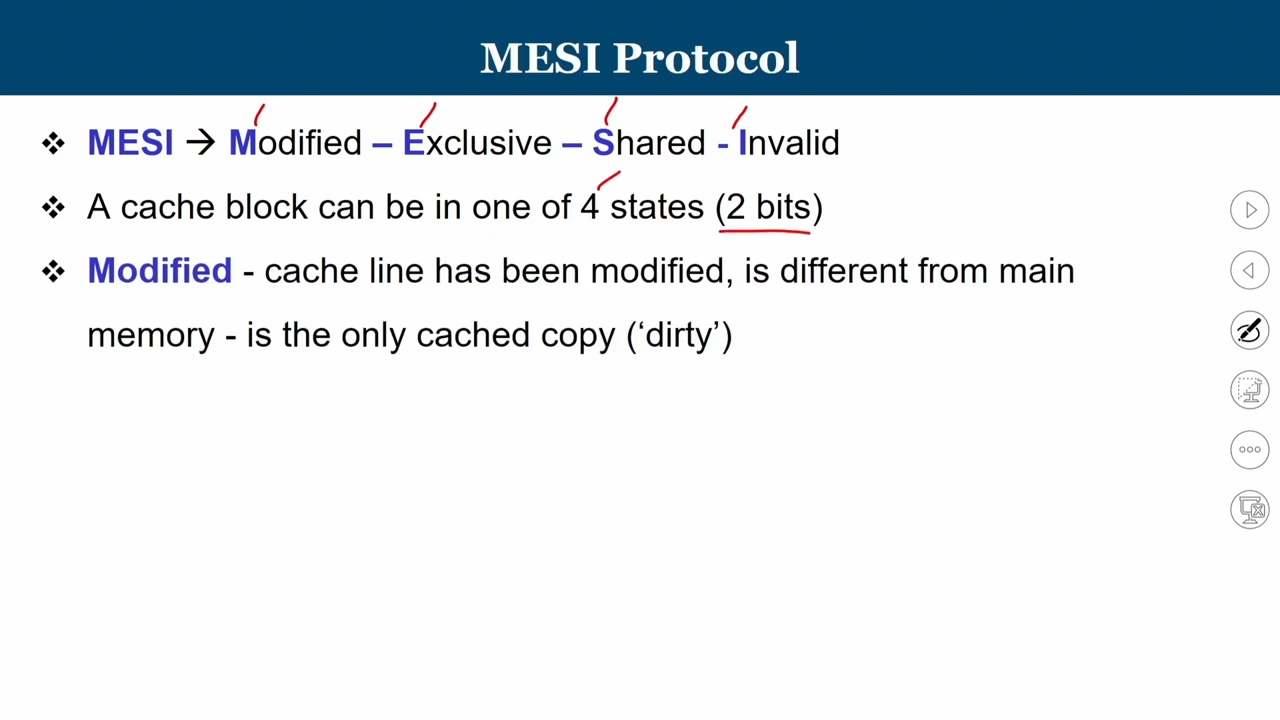 MESI Protocol
❖ MESI → Modified – Exclusive – Shared - Invalid
❖ A cache block can be in one of 4 states (2 bits)
❖ Modified - cache line has been modified, is different from main
memory - is the only cached copy (‘dirty’)